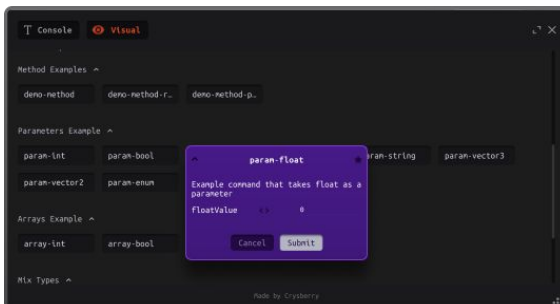 Console
Visual
Method Examples
demo-method
demo-method-r…
demo-method-p…
Parameters Example
param-int
param-bool
param-string
param-vector3
param-vector2
param-enum
param-float
Example command that takes float as a
parameter
floatValue
0
Cancel
Submit
Arrays Example
array-int
array-bool
Mix Types
Made by Crysberry